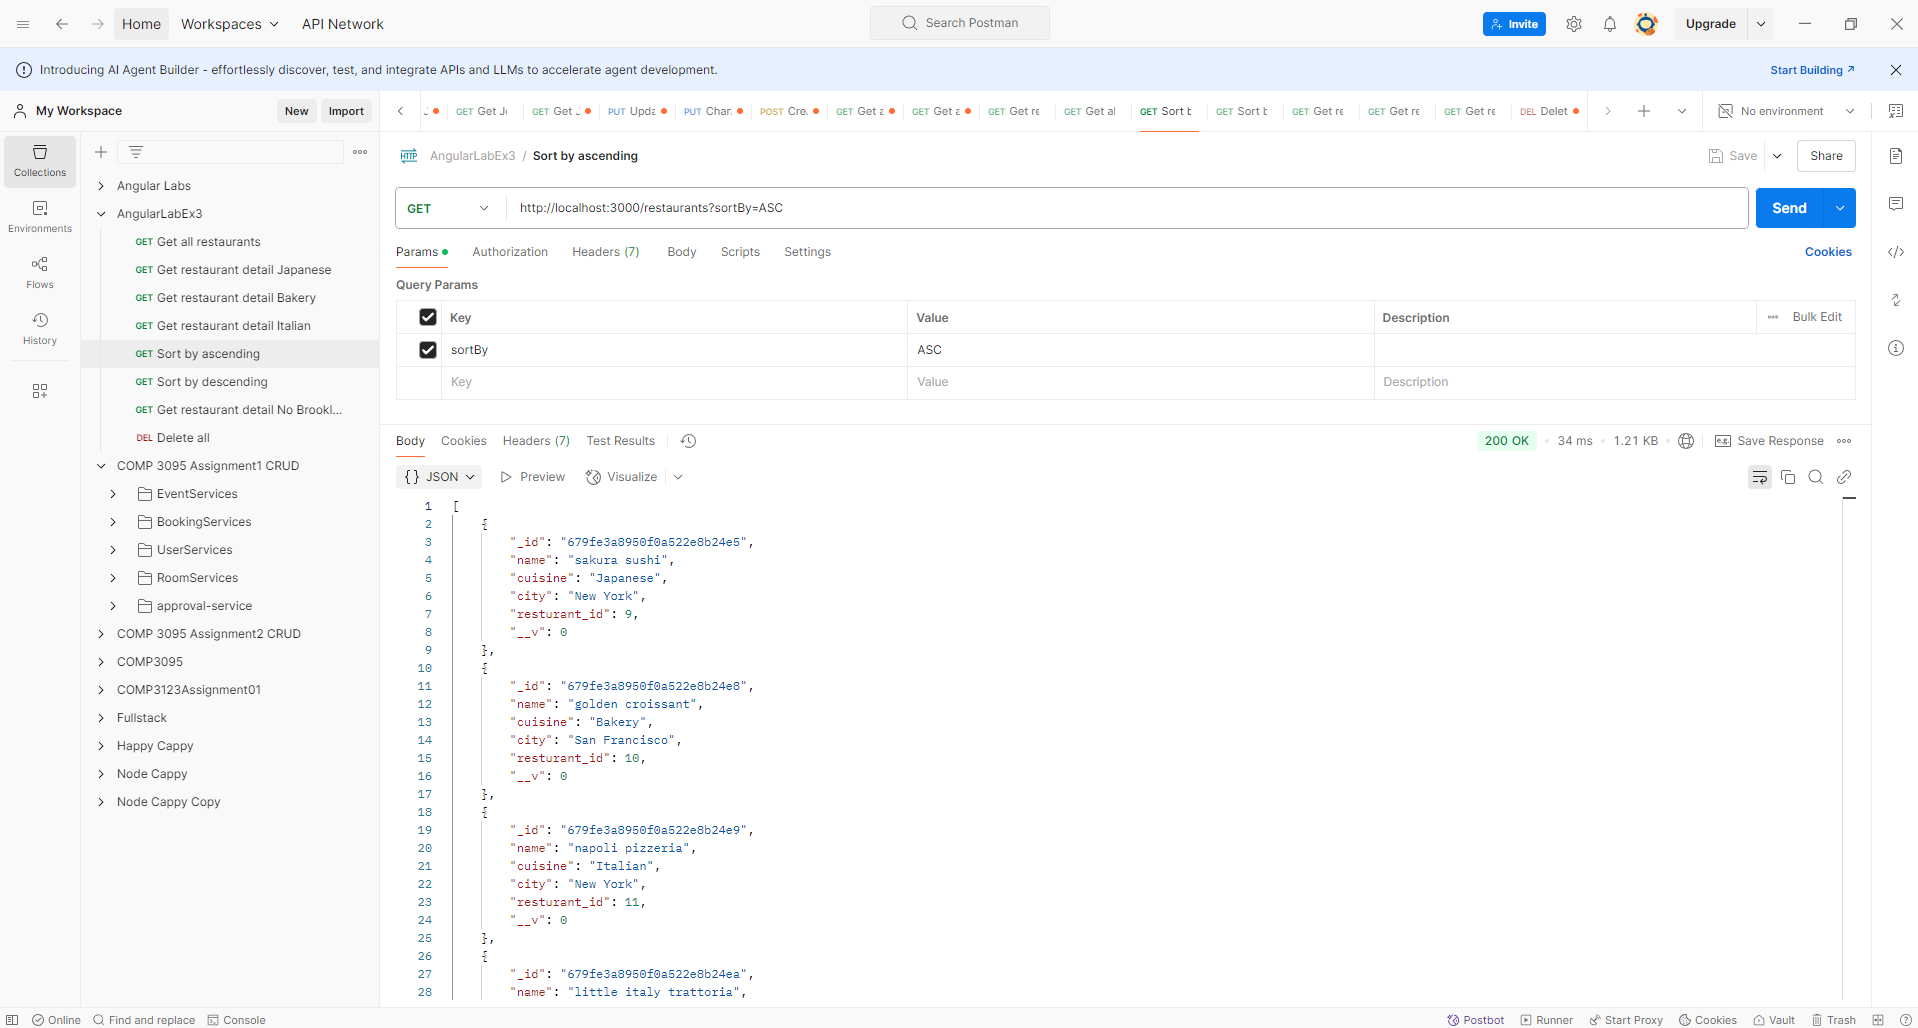 Home Workspaces API Network Search Postman Invite Upgrade
Introducing AI Agent Builder - effortlessly discover, test, and integrate APIs and LLMs to accelerate agent development. Start Building
My Workspace New Import
GET Get Je GET Get J PUT Upda PUT Chan POST Cre GET Get a GET Get a GET Get re GET Get al GET Sort b GET Sort b GET Get re GET Get re GET Get re DEL Delet No environment
Collections
Environments
Flows
History
Angular Labs
AngularLabEx3
GET Get all restaurants
GET Get restaurant detail Japanese
GET Get restaurant detail Bakery
GET Get restaurant detail Italian
GET Sort by ascending
GET Sort by descending
GET Get restaurant detail No Brookl...
DEL Delete all
COMP 3095 Assignment1 CRUD
EventServices
BookingServices
UserServices
RoomServices
approval-service
COMP 3095 Assignment2 CRUD
COMP3095
COMP3123Assignment01
Fullstack
Happy Cappy
Node Cappy
Node Cappy Copy
HTTP AngularLabEx3 / Sort by ascending Save Share
GET http://localhost:3000/restaurants?sortBy=ASC Send
Params Authorization Headers (7) Body Scripts Settings Cookies
Query Params
Key Value Description Bulk Edit
sortBy ASC
Key Value Description
Body Cookies Headers (7) Test Results 200 OK 34 ms 1.21 KB e.g. Save Response
{} JSON Preview Visualize
1 [
2 {
3 "_id": "679fe3a8950f0a522e8b24e5",
4 "name": "sakura sushi",
5 "cuisine": "Japanese",
6 "city": "New York",
7 "resturant_id": 9,
8 "__v": 0
9 },
10 {
11 "_id": "679fe3a8950f0a522e8b24e8",
12 "name": "golden croissant",
13 "cuisine": "Bakery",
14 "city": "San Francisco",
15 "resturant_id": 10,
16 "__v": 0
17 },
18 {
19 "_id": "679fe3a8950f0a522e8b24e9",
20 "name": "napoli pizzeria",
21 "cuisine": "Italian",
22 "city": "New York",
23 "resturant_id": 11,
24 "__v": 0
25 },
26 {
27 "_id": "679fe3a8950f0a522e8b24ea",
28 "name": "little italy trattoria",
Online Find and replace Console Postbot Runner Start Proxy Cookies Vault Trash